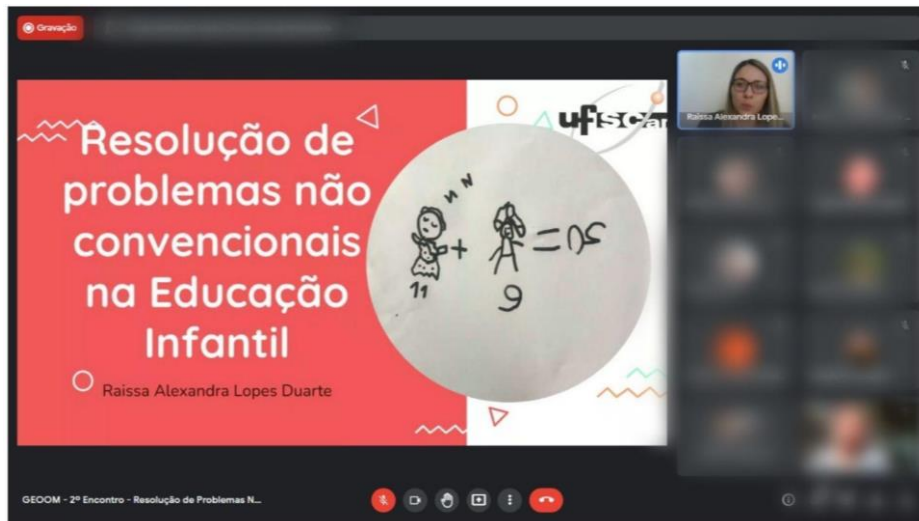 Gravação
Resolução de
problemas não
convencionais
na Educação
Infantil
Raissa Alexandra Lopes Duarte
ufscar
N N
+ =
11
9
Raissa Alexandra Lope...
GEOOM - 2º Encontro - Resolução de Problemas N...